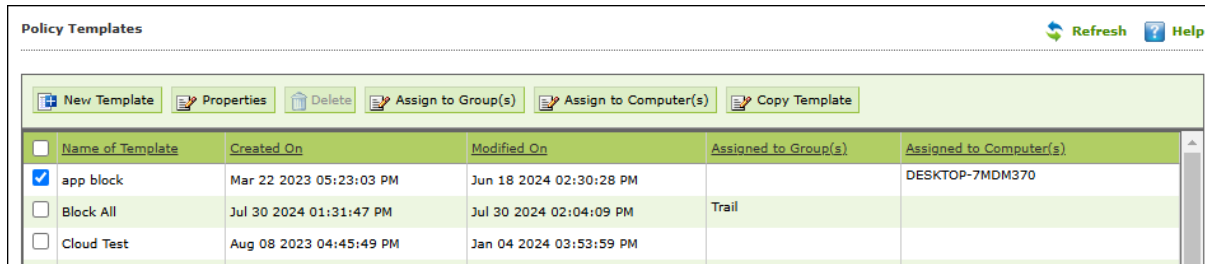 Policy Templates Refresh Help
New Template Properties Delete Assign to Group(s) Assign to Computer(s) Copy Template
Name of Template Created On Modified On Assigned to Group(s) Assigned to Computer(s)
app block Mar 22 2023 05:23:03 PM Jun 18 2024 02:30:28 PM DESKTOP-7MDM370
Block All Jul 30 2024 01:31:47 PM Jul 30 2024 02:04:09 PM Trail
Cloud Test Aug 08 2023 04:45:49 PM Jan 04 2024 03:53:59 PM